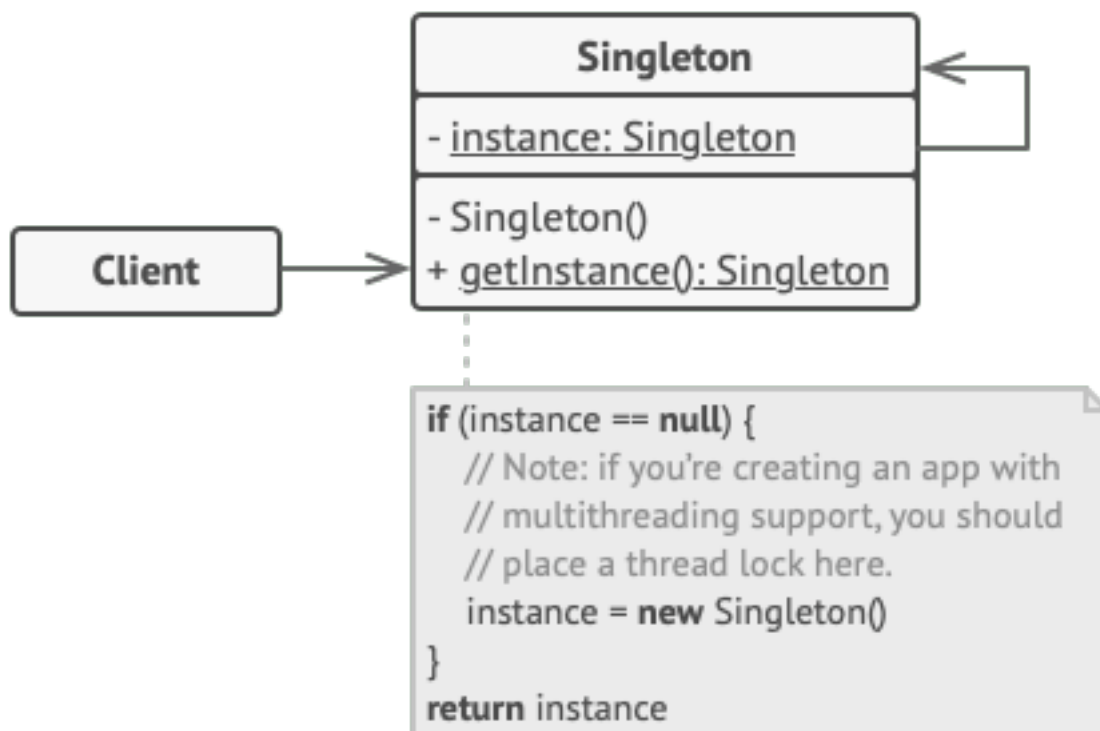 Singleton
- instance: Singleton
- Singleton()
+ getInstance(): Singleton
Client
if (instance == null) {
// Note: if you’re creating an app with
// multithreading support, you should
// place a thread lock here.
instance = new Singleton()
}
return instance